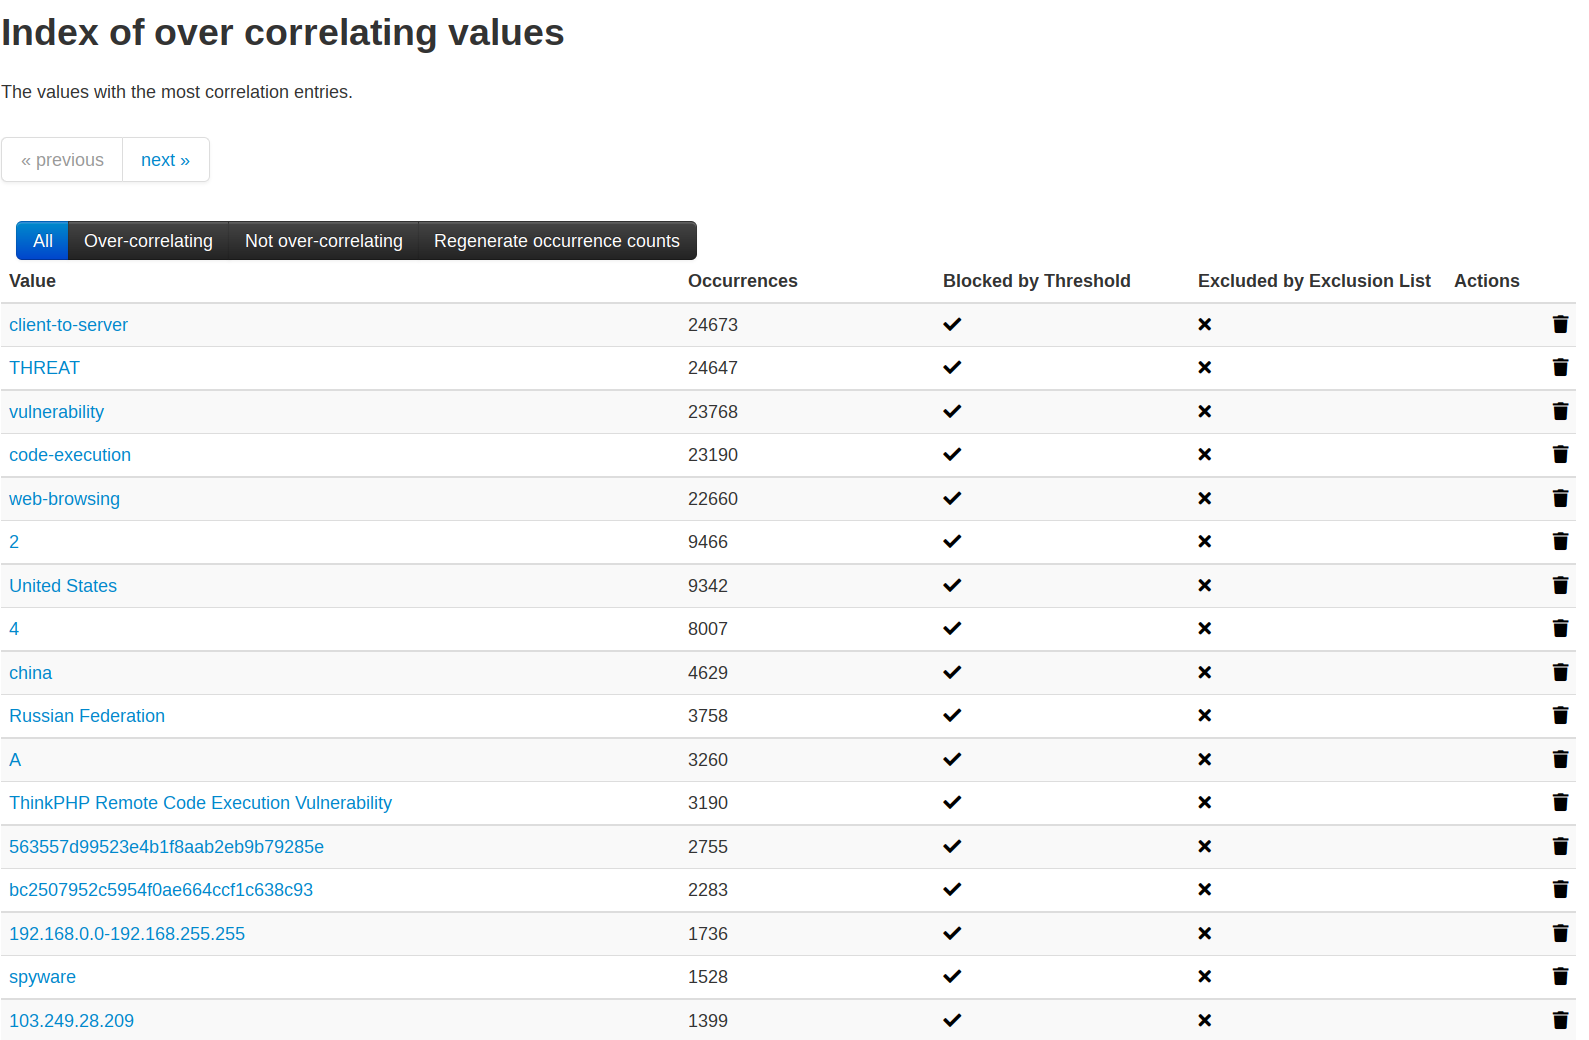 Index of over correlating values
The values with the most correlation entries.
« previous next »
All Over-correlating Not over-correlating Regenerate occurrence counts
Value Occurrences Blocked by Threshold Excluded by Exclusion List Actions
client-to-server 24673
THREAT 24647
vulnerability 23768
code-execution 23190
web-browsing 22660
2 9466
United States 9342
4 8007
china 4629
Russian Federation 3758
A 3260
ThinkPHP Remote Code Execution Vulnerability 3190
563557d99523e4b1f8aab2eb9b79285e 2755
bc2507952c5954f0ae664ccf1c638c93 2283
192.168.0.0-192.168.255.255 1736
spyware 1528
103.249.28.209 1399